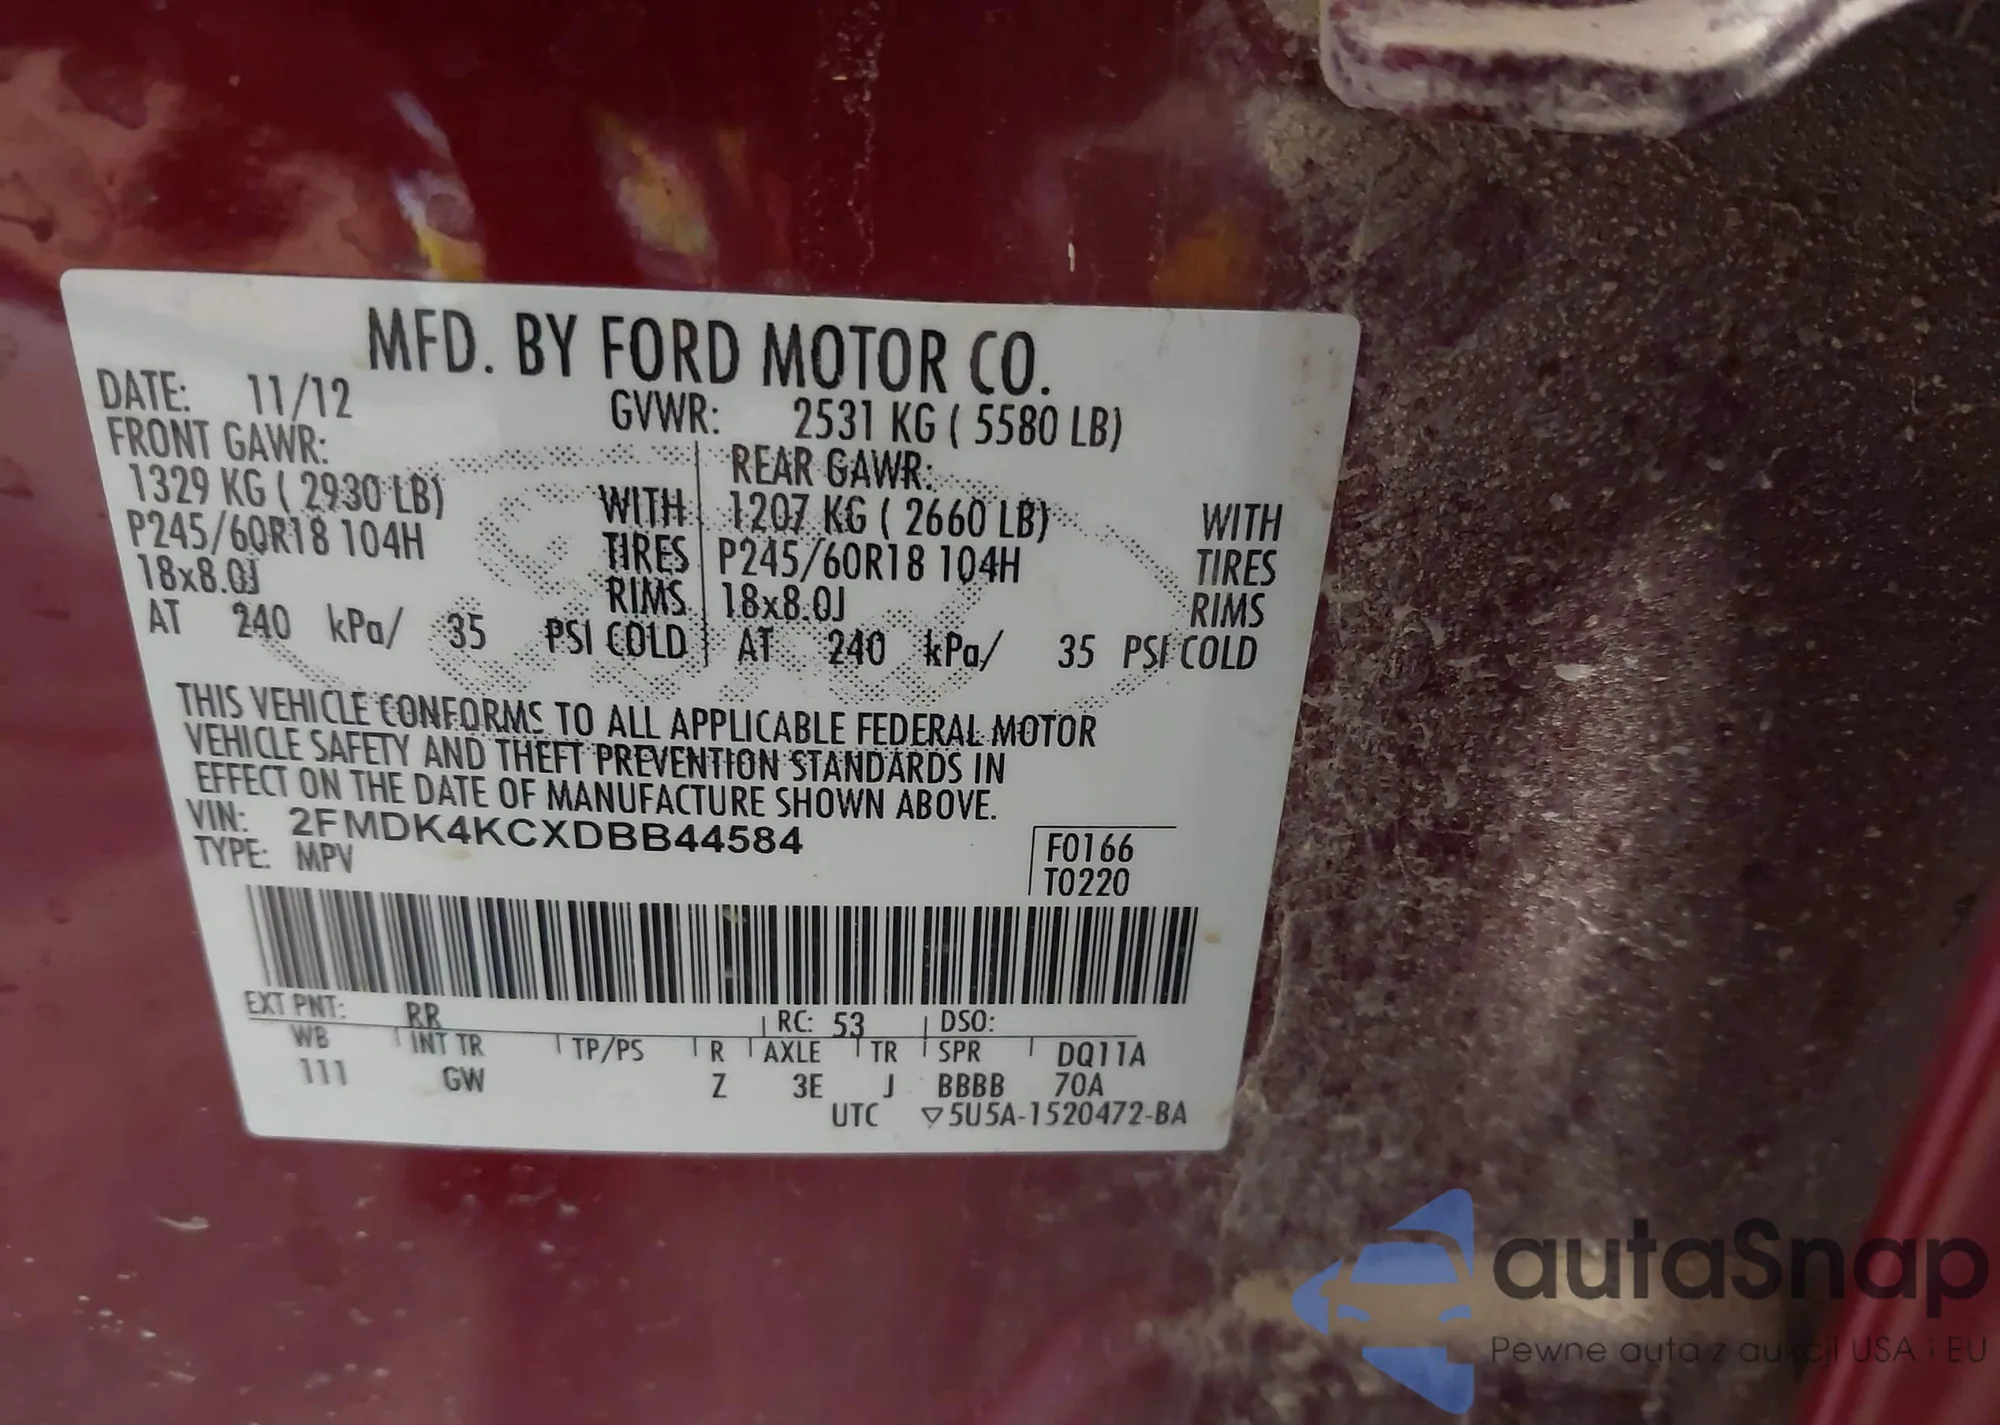 MFD. BY FORD MOTOR CO.
DATE: 11/12 GVWR: 2531 KG ( 5580 LB)
FRONT GAWR: REAR GAWR:
1329 KG ( 2930 LB) WITH 1207 KG ( 2660 LB) WITH
P245/60R18 104H TIRES P245/60R18 104H TIRES
18x8.0J RIMS 18x8.0J RIMS
AT 240 kPa/ 35 PSI COLD AT 240 kPa/ 35 PSI COLD
THIS VEHICLE CONFORMS TO ALL APPLICABLE FEDERAL MOTOR
VEHICLE SAFETY AND THEFT PREVENTION STANDARDS IN
EFFECT ON THE DATE OF MANUFACTURE SHOWN ABOVE.
VIN: 2FMDK4KCXDBB44584
TYPE: MPV
F0166
T0220
EXT PNT: RR RC: 53 DSO:
WB INT TR TP/PS R AXLE TR SPR DQ11A
111 GW Z 3E J BBBB 70A
UTC ▽5U5A-1520472-BA
autaSnap
Pewne auta z aukcji USA i EU